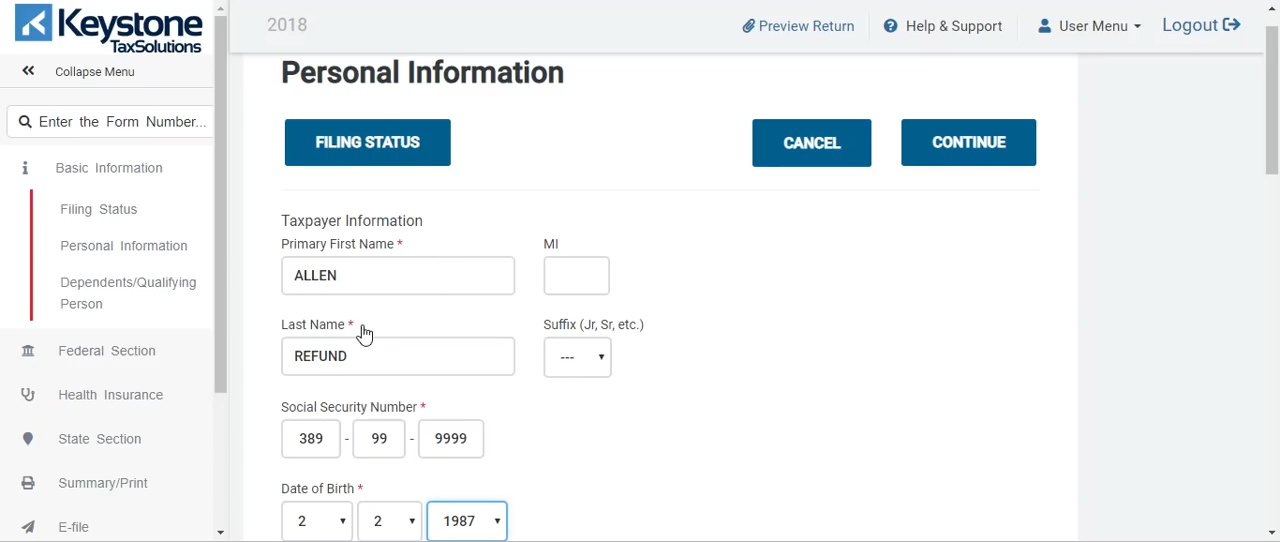 Keystone
TaxSolutions
2018
Preview Return
Help & Support
User Menu
Logout
Collapse Menu
Enter the Form Number...
Basic Information
Filing Status
Personal Information
Dependents/Qualifying
Person
Federal Section
Health Insurance
State Section
Summary/Print
E-file
Personal Information
FILING STATUS
CANCEL
CONTINUE
Taxpayer Information
Primary First Name *
MI
ALLEN
Last Name *
Suffix (Jr, Sr, etc.)
REFUND
---
Social Security Number *
389 - 99 - 9999
Date of Birth *
2 2 1987